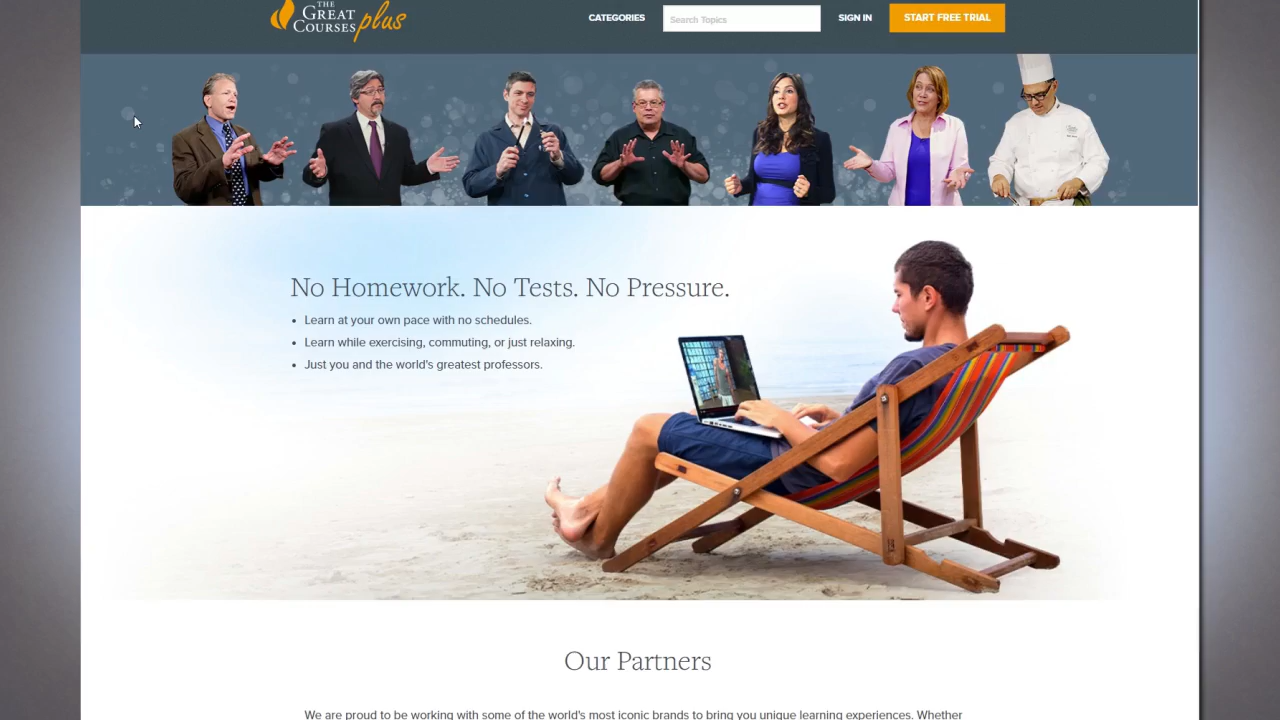 THE
GREAT
COURSES plus
CATEGORIES
Search Topics
SIGN IN
START FREE TRIAL
No Homework. No Tests. No Pressure.
• Learn at your own pace with no schedules.
• Learn while exercising, commuting, or just relaxing.
• Just you and the world's greatest professors.
Our Partners
We are proud to be working with some of the world's most iconic brands to bring you unique learning experiences. Whether